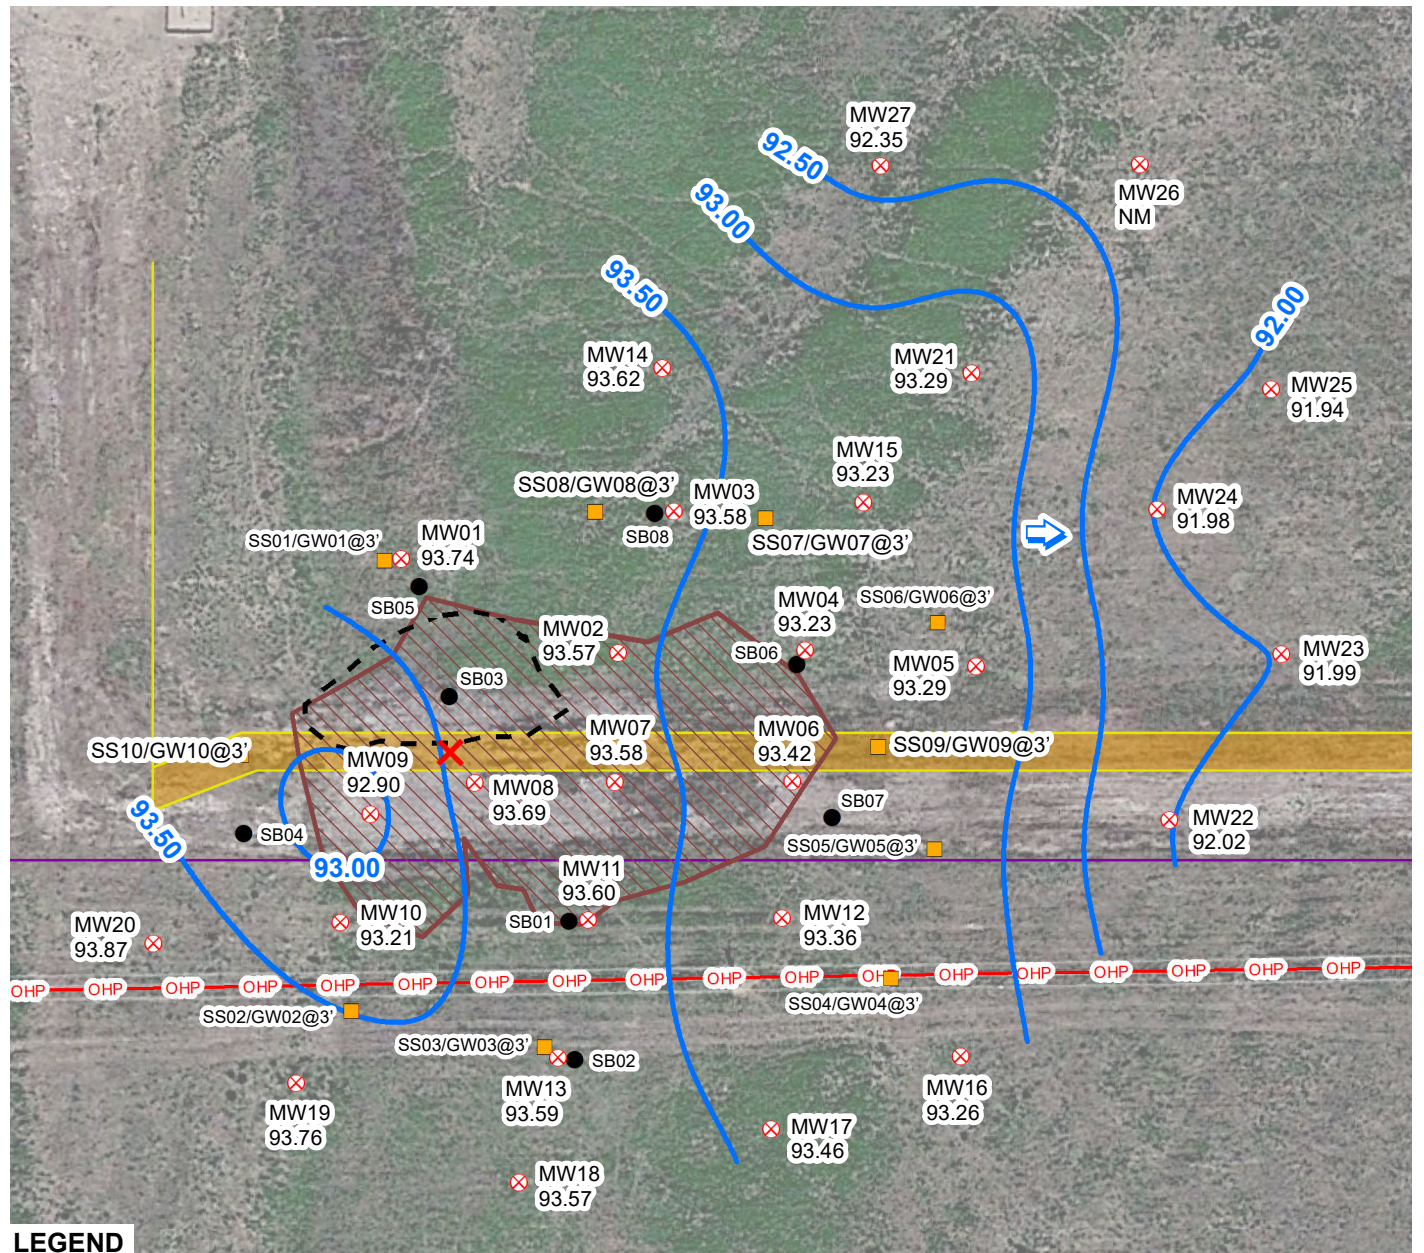 MW27
92.35
92.50
MW26
NM
93.00
93.50
92.00
MW14
93.62
MW21
93.29
MW25
91.94
MW15
93.23
SS08/GW08@3’
MW03
93.58
SB08
SS07/GW07@3’
MW24
91.98
SS01/GW01@3’
MW01
93.74
SB05
MW04
93.23
SS06/GW06@3’
MW02
93.57
SB06
MW05
93.29
MW23
91.99
SB03
SS10/GW10@3’
MW07
93.58
MW06
93.42
SS09/GW09@3’
MW09
92.90
MW08
93.69
93.50
SB04
SB07
MW22
92.02
SS05/GW05@3’
93.00
MW11
93.60
MW10
93.21
SB01
MW12
93.36
MW20
93.87
OHP OHP OHP OHP OHP OHP OHP OHP OHP OHP OHP OHP OHP OHP OHP OHP OHP OHP
SS02/GW02@3’
SS04/GW04@3’
SS03/GW03@3’
SB02
MW13
93.59
MW16
93.26
MW19
93.76
MW17
93.46
MW18
93.57
LEGEND